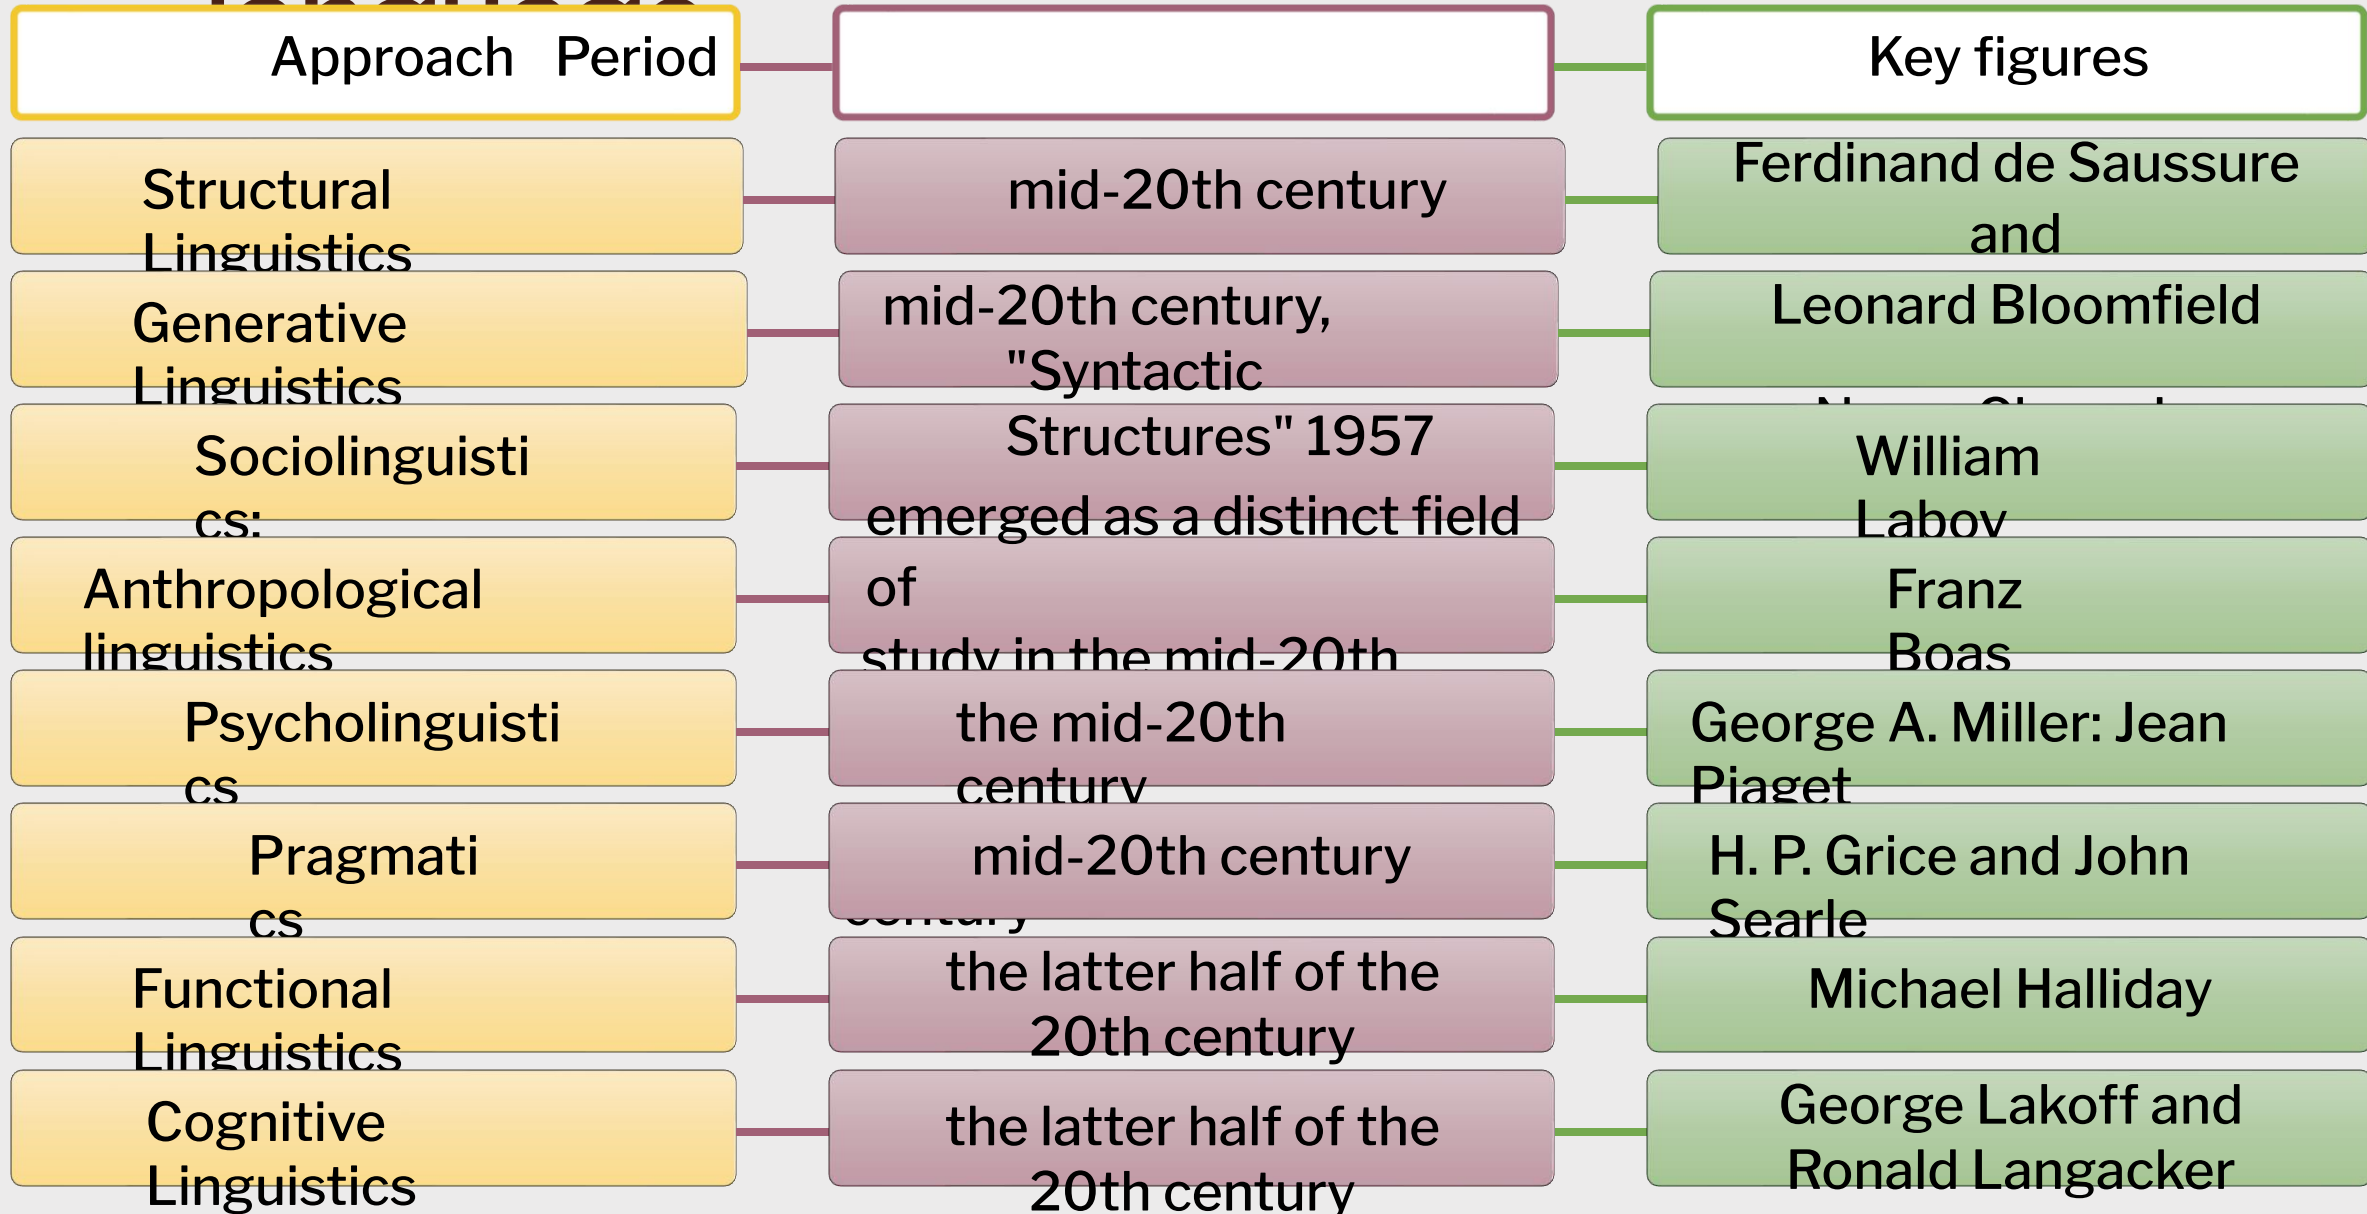 language
Approach Period
Key figures
Structural
Linguistics
mid-20th century
Ferdinand de Saussure
and
Generative
Linguistics
mid-20th century,
"Syntactic
Leonard Bloomfield
Sociolinguisti
cs:
Structures" 1957
emerged as a distinct field
William
Labov
Anthropological
linguistics
of
study in the mid-20th
Franz
Boas
Psycholinguisti
cs
the mid-20th
century
George A. Miller: Jean
Piaget
Pragmati
cs
mid-20th century
century
H. P. Grice and John
Searle
Functional
Linguistics
the latter half of the
20th century
Michael Halliday
Cognitive
Linguistics
the latter half of the
20th century
George Lakoff and
Ronald Langacker